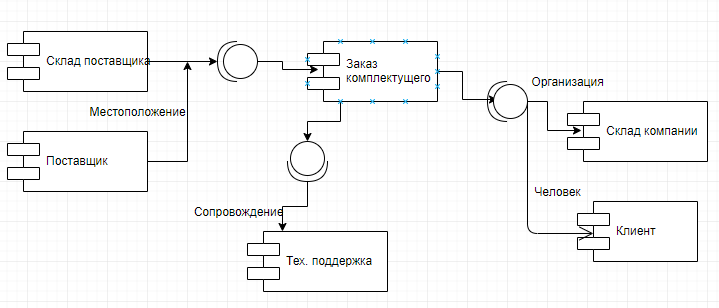 Склад поставщика
Местоположение
Поставщик
Заказ
комплектущего
Организация
Склад компании
Человек
Клиент
Сопровождение
Тех. поддержка